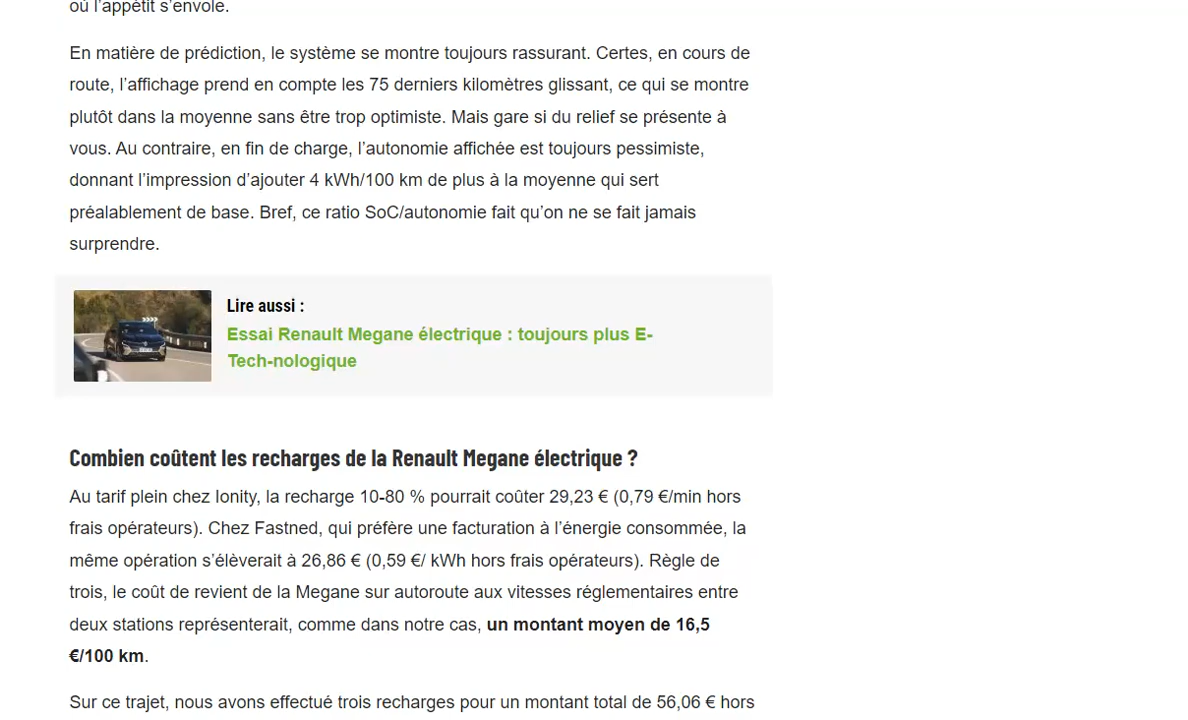 où l’appétit s’envole.
En matière de prédiction, le système se montre toujours rassurant. Certes, en cours de
route, l’affichage prend en compte les 75 derniers kilomètres glissant, ce qui se montre
plutôt dans la moyenne sans être trop optimiste. Mais gare si du relief se présente à
vous. Au contraire, en fin de charge, l’autonomie affichée est toujours pessimiste,
donnant l’impression d’ajouter 4 kWh/100 km de plus à la moyenne qui sert
préalablement de base. Bref, ce ratio SoC/autonomie fait qu’on ne se fait jamais
surprendre.
Lire aussi :
Essai Renault Megane électrique : toujours plus E-
Tech-nologique
Combien coûtent les recharges de la Renault Megane électrique ?
Au tarif plein chez Ionity, la recharge 10-80 % pourrait coûter 29,23 € (0,79 €/min hors
frais opérateurs). Chez Fastned, qui préfère une facturation à l’énergie consommée, la
même opération s’élèverait à 26,86 € (0,59 €/ kWh hors frais opérateurs). Règle de
trois, le coût de revient de la Megane sur autoroute aux vitesses réglementaires entre
deux stations représenterait, comme dans notre cas, un montant moyen de 16,5
€/100 km.
Sur ce trajet, nous avons effectué trois recharges pour un montant total de 56,06 € hors